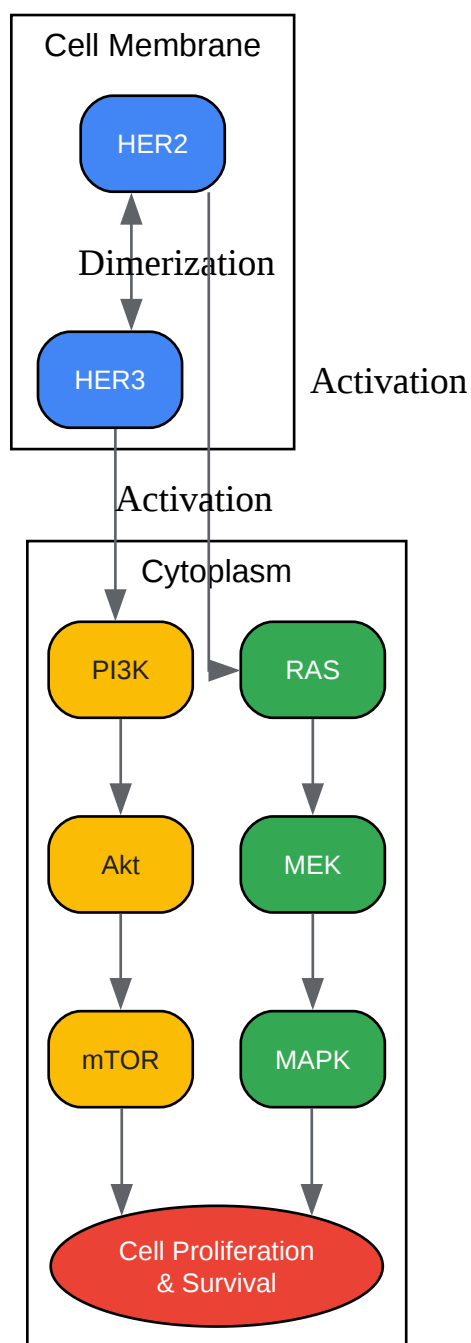 Cell Membrane
HER2
Dimerization
HER3
Activation
Activation
Cytoplasm
PI3K
RAS
Akt
MEK
mTOR
MAPK
Cell Proliferation
& Survival